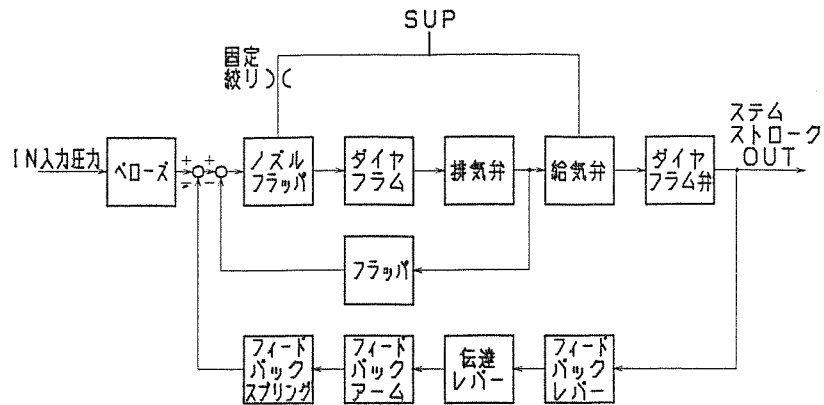 SUP
固定
絞り
IN入力圧力
ベローズ
+
-
+
-
ノズル
フラッパ
ダイヤ
フラム
排気弁
給気弁
ダイヤ
フラム弁
ステム
ストローク
OUT
フラッパ
フィード
バック
スプリング
フィード
バック
アーム
伝達
レバー
フィード
バック
レバー